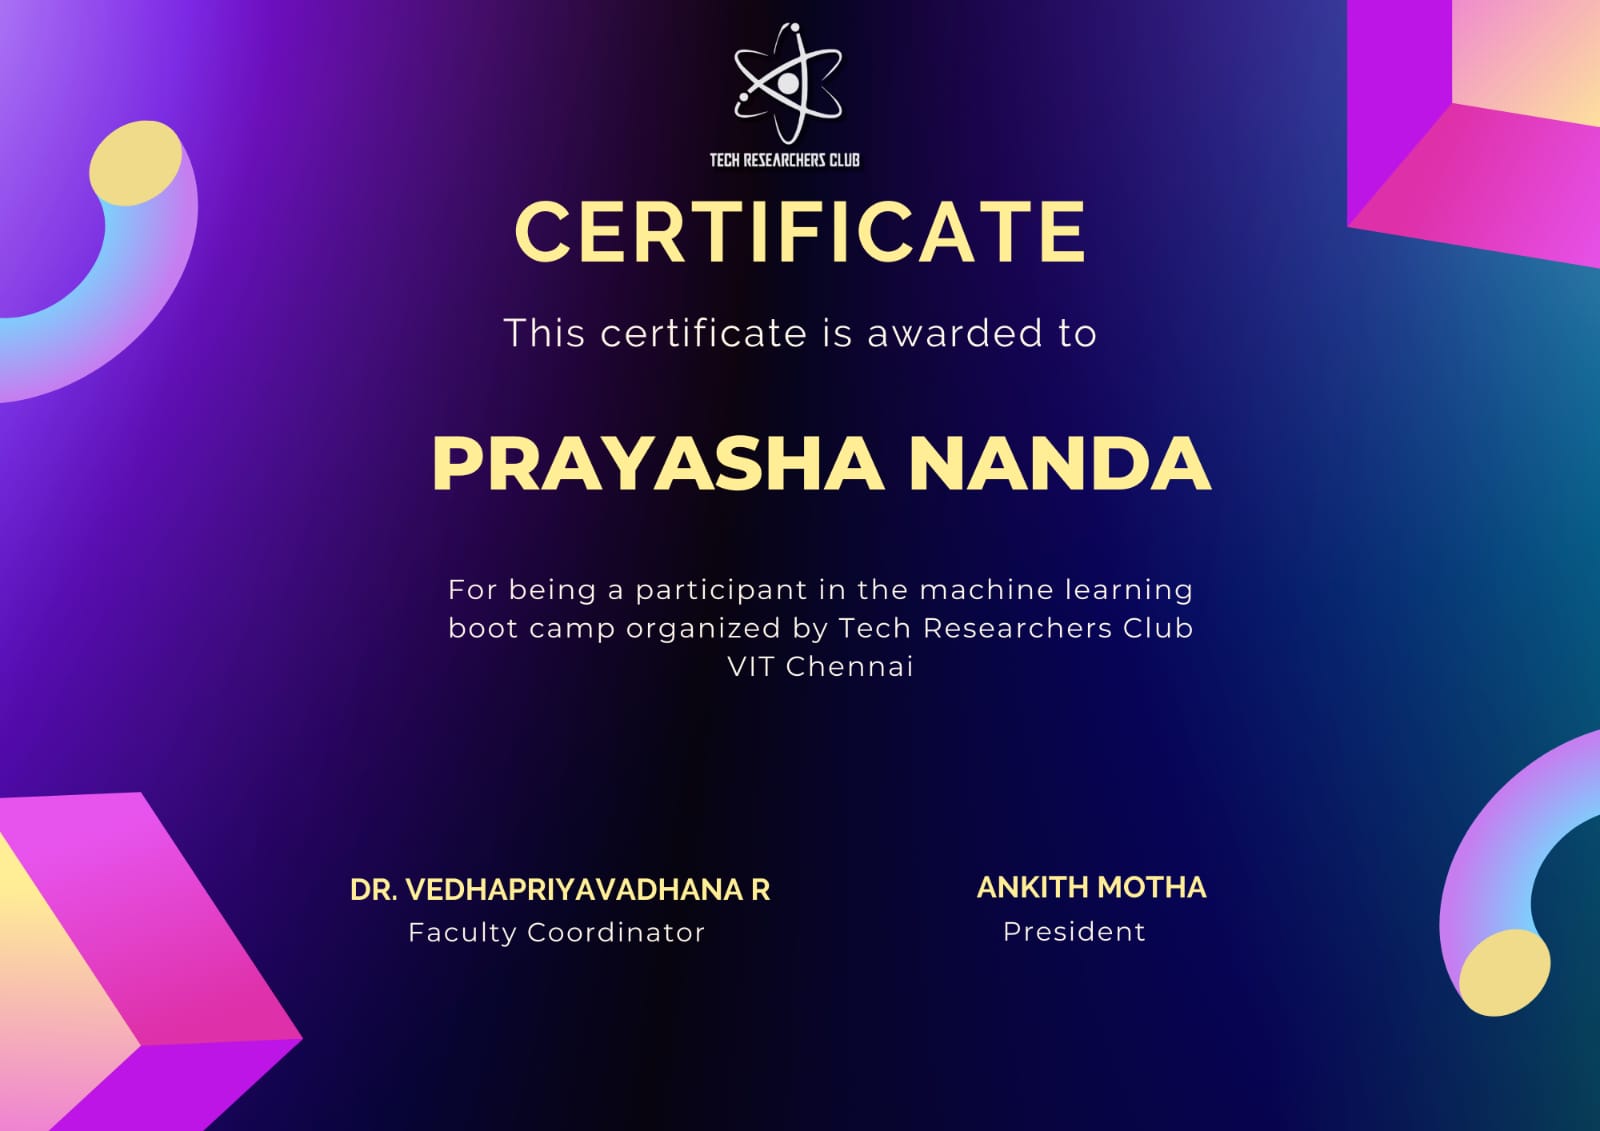 TECH RESEARCHERS CLUB
CERTIFICATE
This certificate is awarded to
PRAYASHA NANDA
For being a participant in the machine learning
boot camp organized by Tech Researchers Club
VIT Chennai
DR. VEDHAPRIYAVADHANA R
Faculty Coordinator
ANKITH MOTHA
President